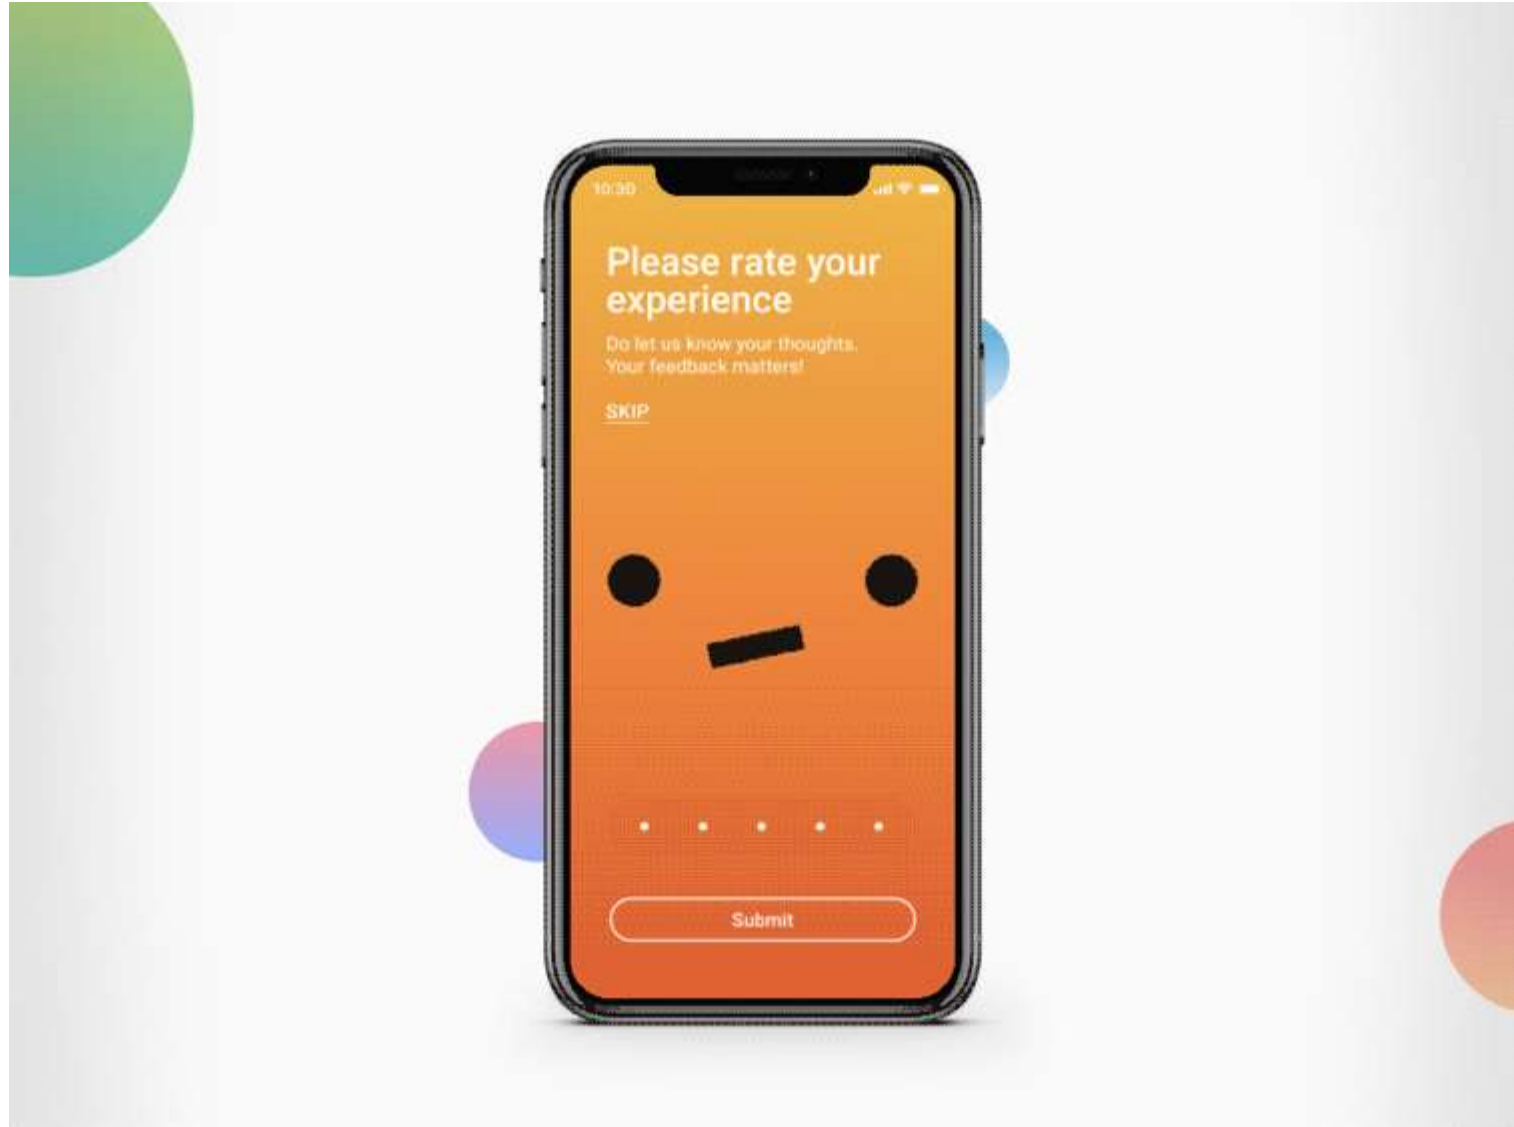 10:30
Please rate your
experience
Do let us know your thoughts.
Your feedback matters!
SKIP
Submit